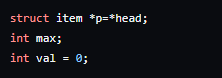 struct item *p=*head;
int max;
int val = 0;